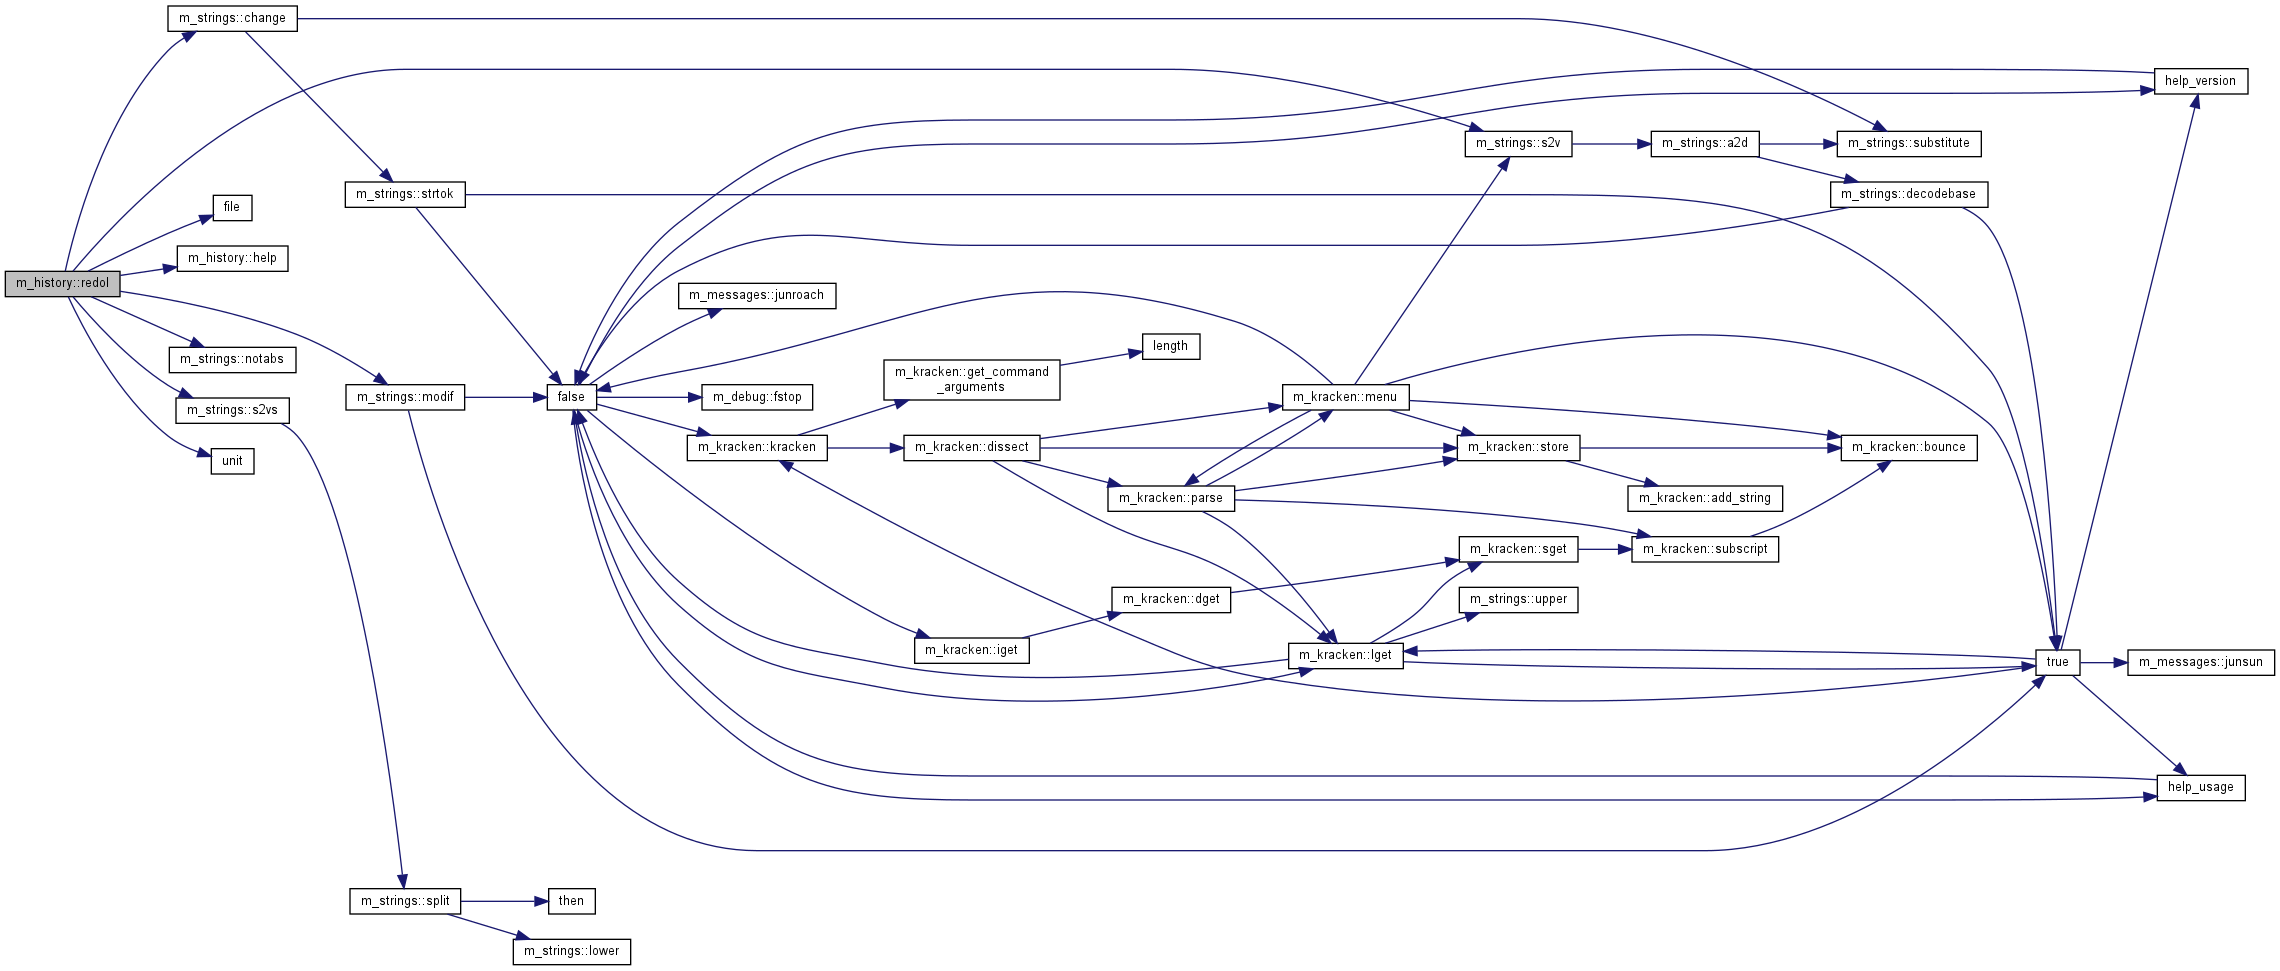 m_strings::change
help_version
m_strings::s2v
m_strings::a2d
m_strings::substitute
m_strings::strtok
m_strings::decodebase
file
m_history::help
m_history::redol
m_messages::junroach
m_strings::notabs
length
m_kracken::get_command
_arguments
m_strings::s2vs
m_strings::modif
false
m_debug::fstop
m_kracken::menu
unit
m_kracken::kracken
m_kracken::dissect
m_kracken::store
m_kracken::bounce
m_kracken::parse
m_kracken::add_string
m_kracken::sget
m_kracken::subscript
m_kracken::dget
m_strings::upper
m_kracken::iget
m_kracken::lget
true
m_messages::junsun
help_usage
m_strings::split
then
m_strings::lower